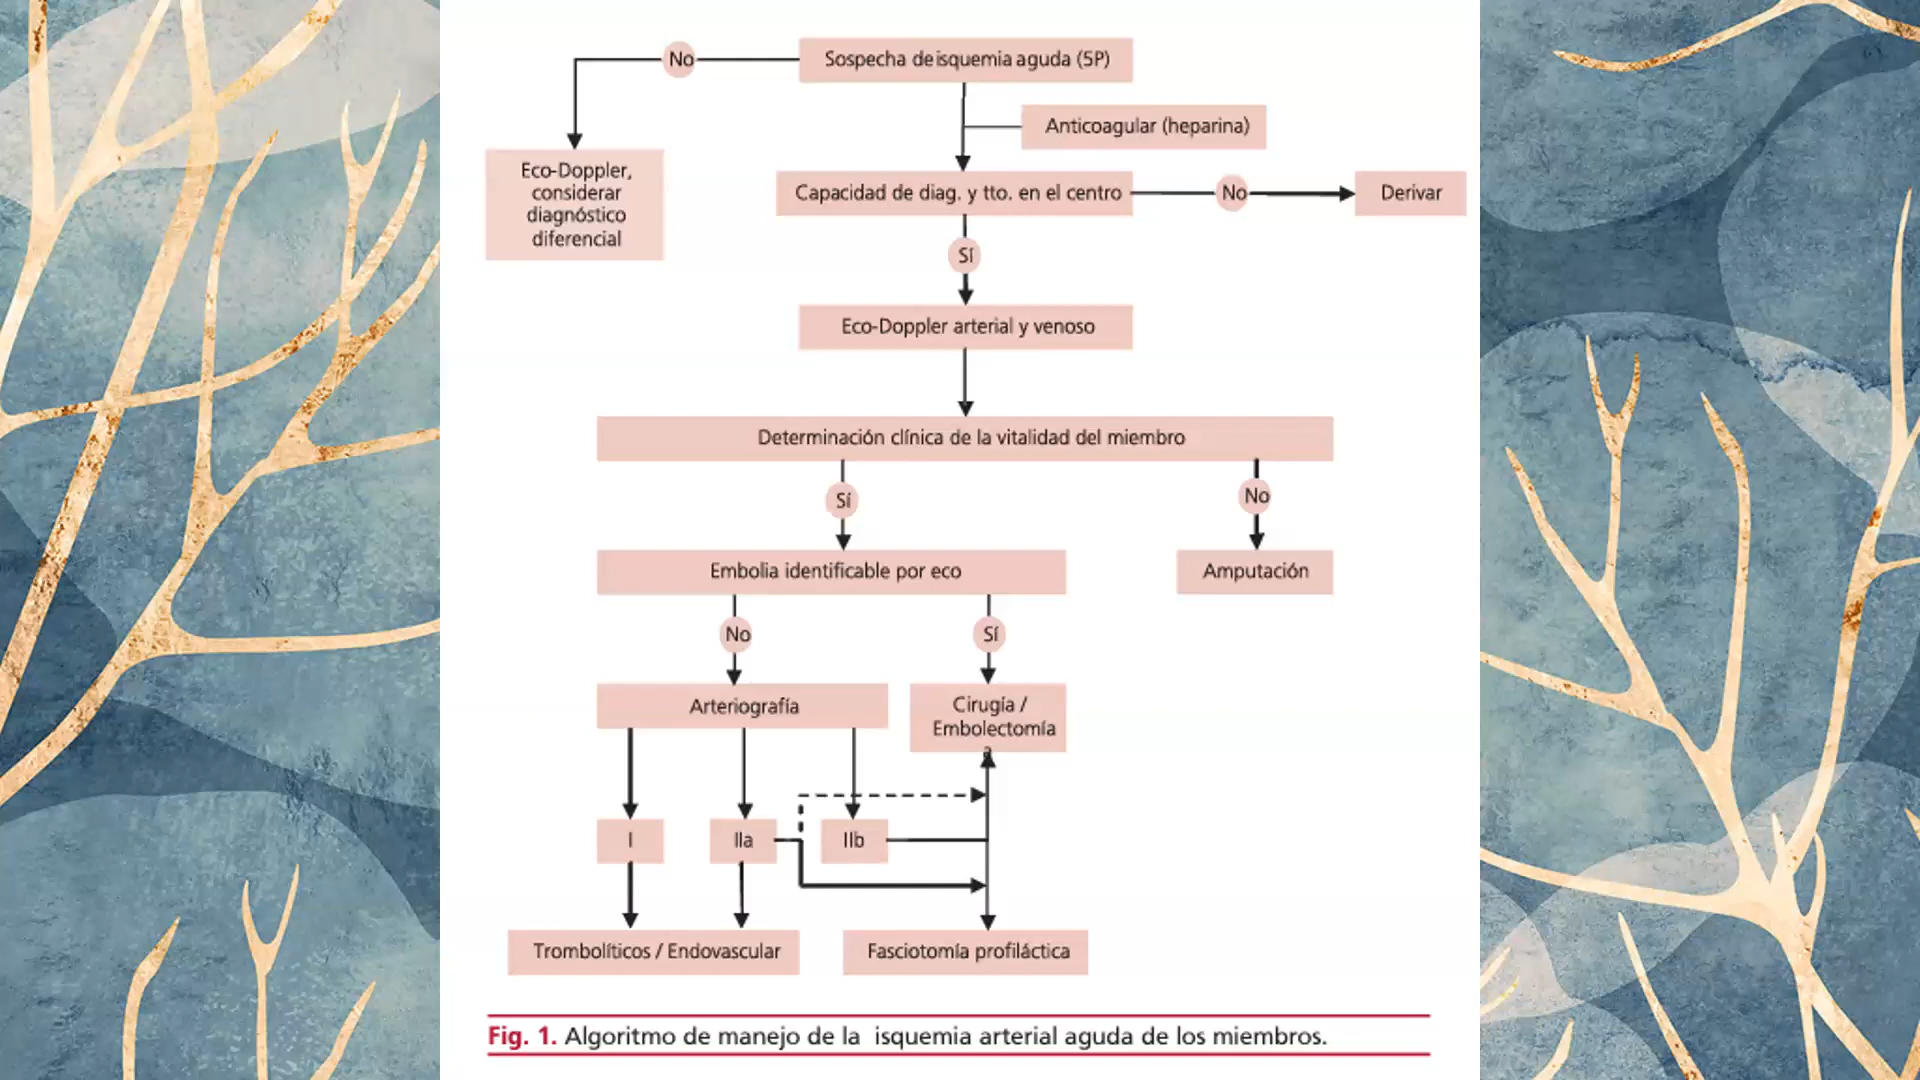 No
Sospecha de isquemia aguda (5P)
Anticoagular (heparina)
Eco-Doppler,
considerar
diagnóstico
diferencial
Capacidad de diag. y tto. en el centro
No
Derivar
Sí
Eco-Doppler arterial y venoso
Determinación clínica de la vitalidad del miembro
Sí
No
Embolia identificable por eco
Amputación
No
Sí
Arteriografía
Cirugía /
Embolectomía
a
I
IIa
IIb
Trombolíticos / Endovascular
Fasciotomía profiláctica
Fig. 1. Algoritmo de manejo de la isquemia arterial aguda de los miembros.